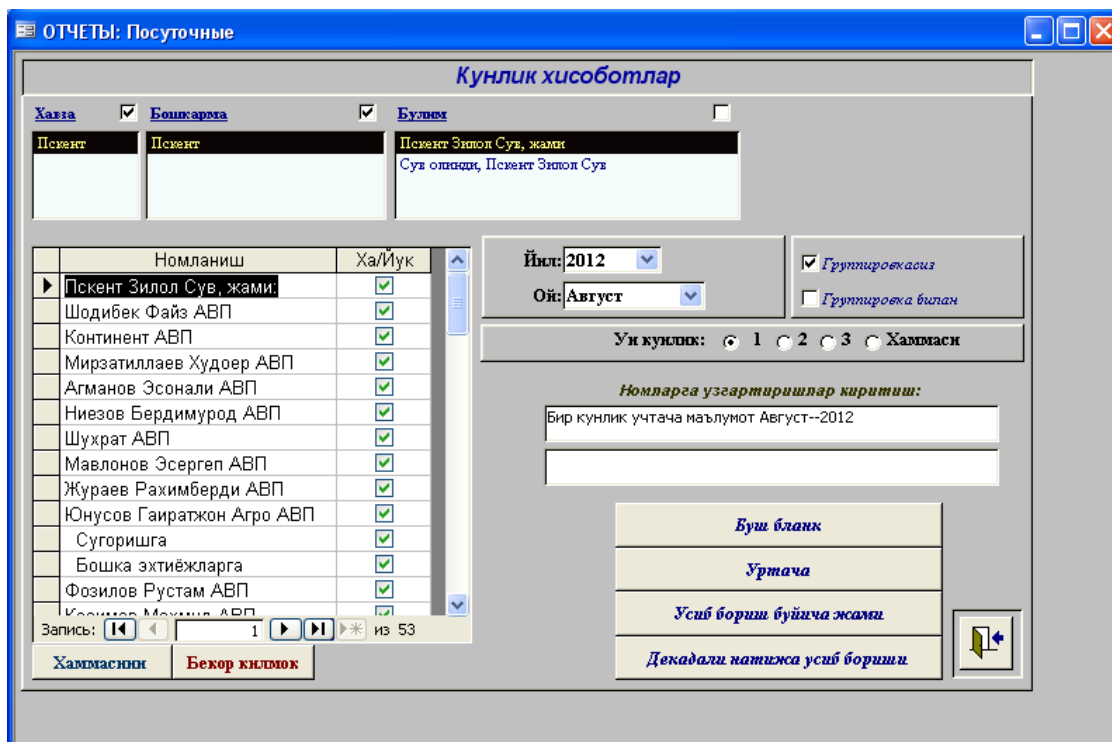 ОТЧЕТЫ: Посуточные
Кунлик хисоботлар
Хавза Бошкарма Булим
Пскент Пскент Пскент Зилол Сув, жами
Сув олинди, Пскент Зилол Сув
Номланиш Ха/Йук
Пскент Зилол Сув, жами:
Шодибек Файз АВП
Континент АВП
Мирзатиллаев Худоер АВП
Агманов Эсонали АВП
Ниезов Бердимурод АВП
Шухрат АВП
Мавлонов Эсергеп АВП
Жураев Рахимберди АВП
Юнусов Гаиратжон Агро АВП
Сугоришга
Бошка эхтиёжларга
Фозилов Рустам АВП
Запись: 1 из 53
Хаммасини Бекор килмок
Йил: 2012
Ой: Август
Группировкасиз
Группировка билан
Ун кунлик: 1 2 3 Хаммаси
Номларга узгартиришлар киритиш:
Бир кунлик учтача маълумот Август--2012
Буш бланк
Уртача
Усиб бориш буйича жами
Декадали натижа усиб бориши